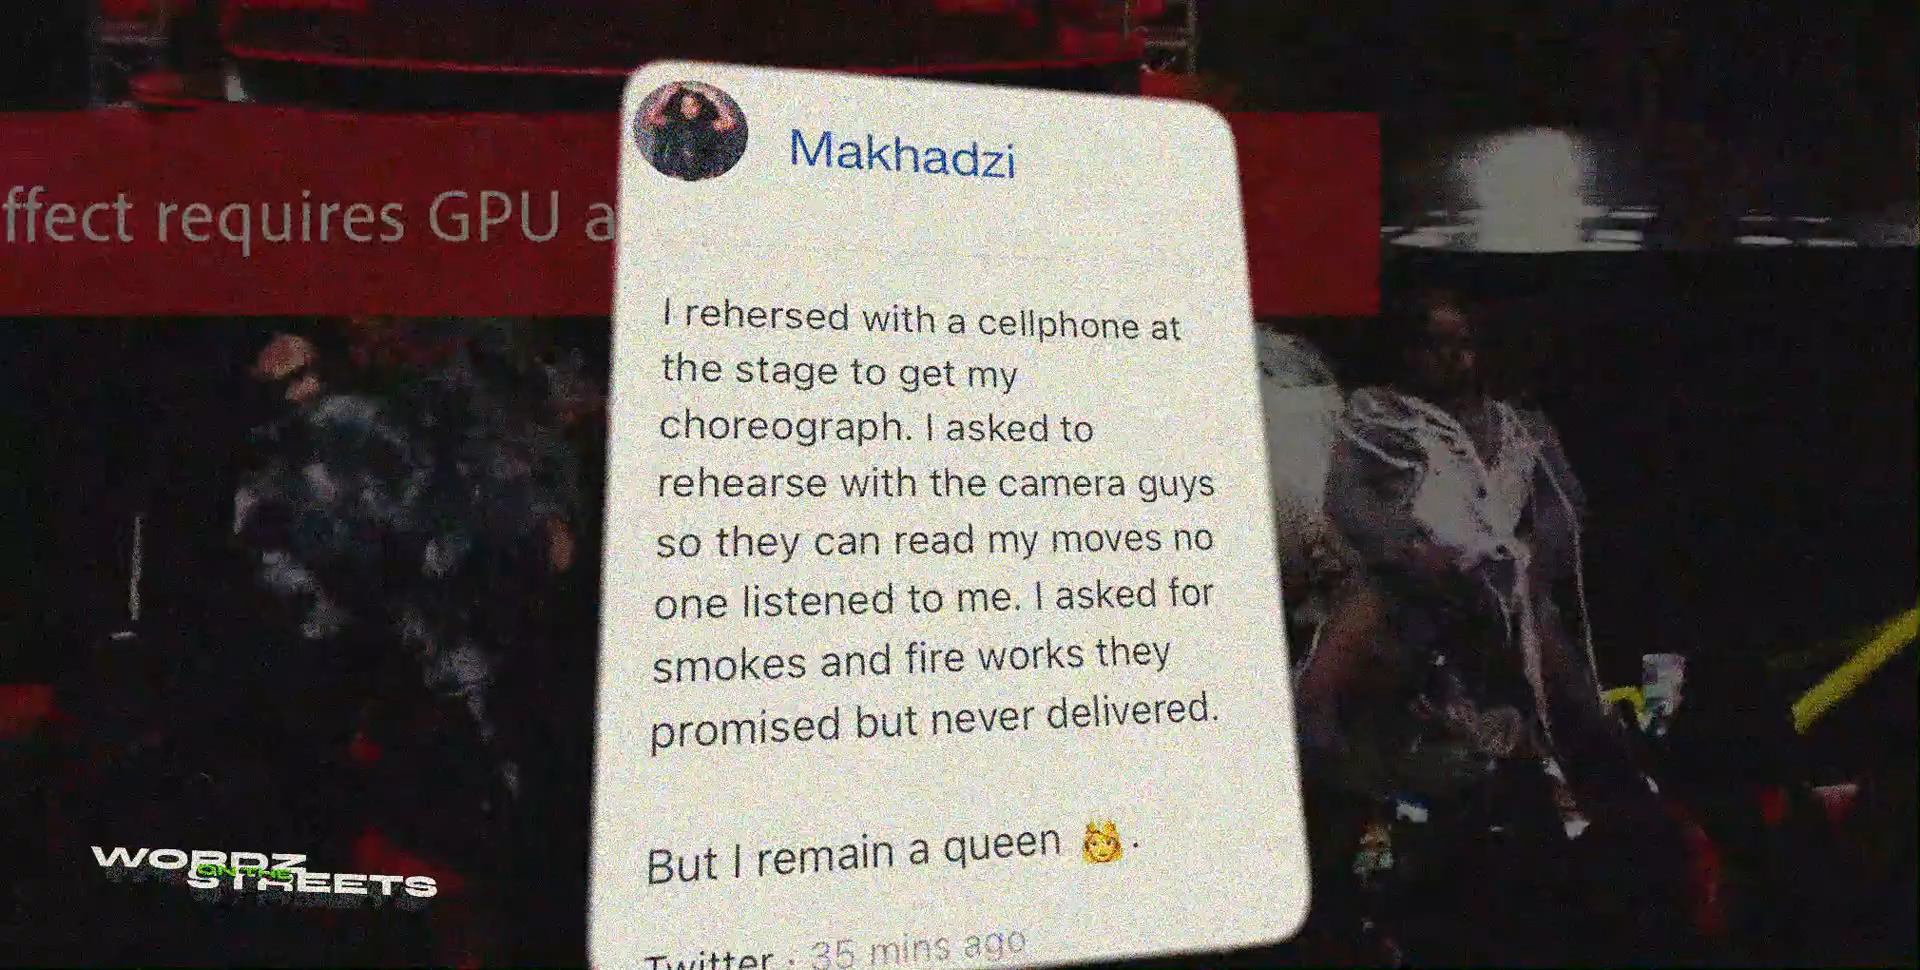 Makhadzi
ffect requires GPU a
I rehersed with a cellphone at
the stage to get my
choreograph. I asked to
rehearse with the camera guys
so they can read my moves no
one listened to me. I asked for
smokes and fire works they
promised but never delivered.
But I remain a queen 👸.
WORDZ
ON THE
STREETS
Twitter · 35 mins ago